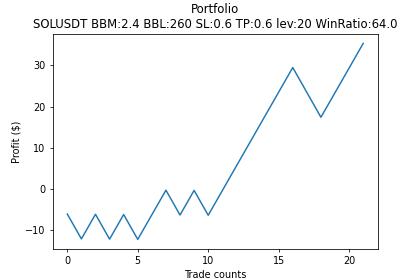 Portfolio
SOLUSDT BBM:2.4 BBL:260 SL:0.6 TP:0.6 lev:20 WinRatio:64.0
Profit ($)
30
20
10
0
−10
0
5
10
15
20
Trade counts